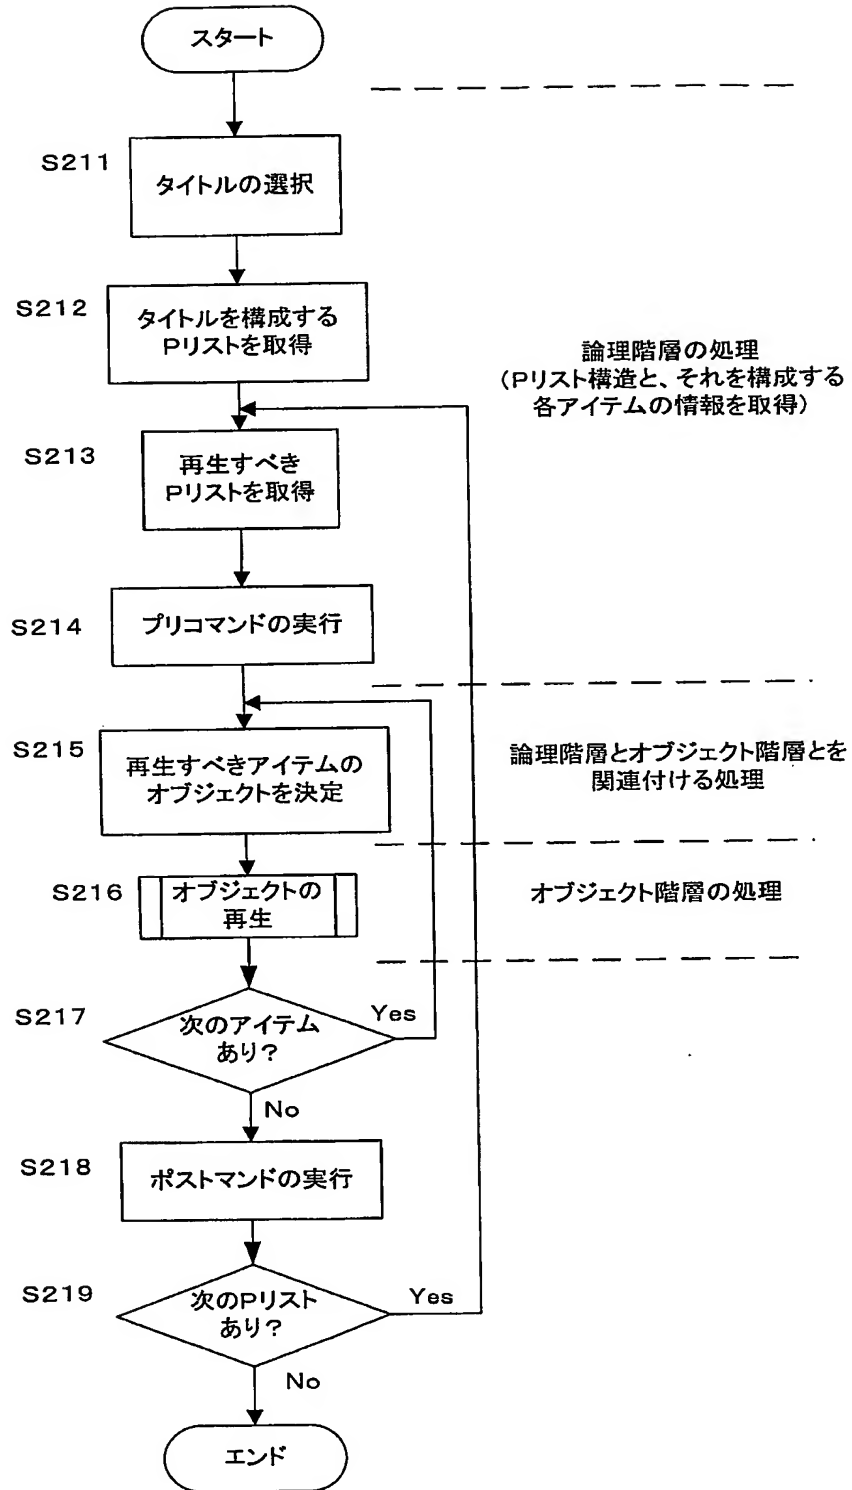 スタート
S211
タイトルの選択
S212
タイトルを構成する
Pリストを取得
論理階層の処理
(Pリスト構造と、それを構成する
各アイテムの情報を取得)
S213
再生すべき
Pリストを取得
S214
プリコマンドの実行
S215
再生すべきアイテムの
オブジェクトを決定
論理階層とオブジェクト階層とを
関連付ける処理
S216
オブジェクトの
再生
オブジェクト階層の処理
S217
次のアイテム
あり?
Yes
No
S218
ポストマンドの実行
S219
次のPリスト
あり?
Yes
No
エンド